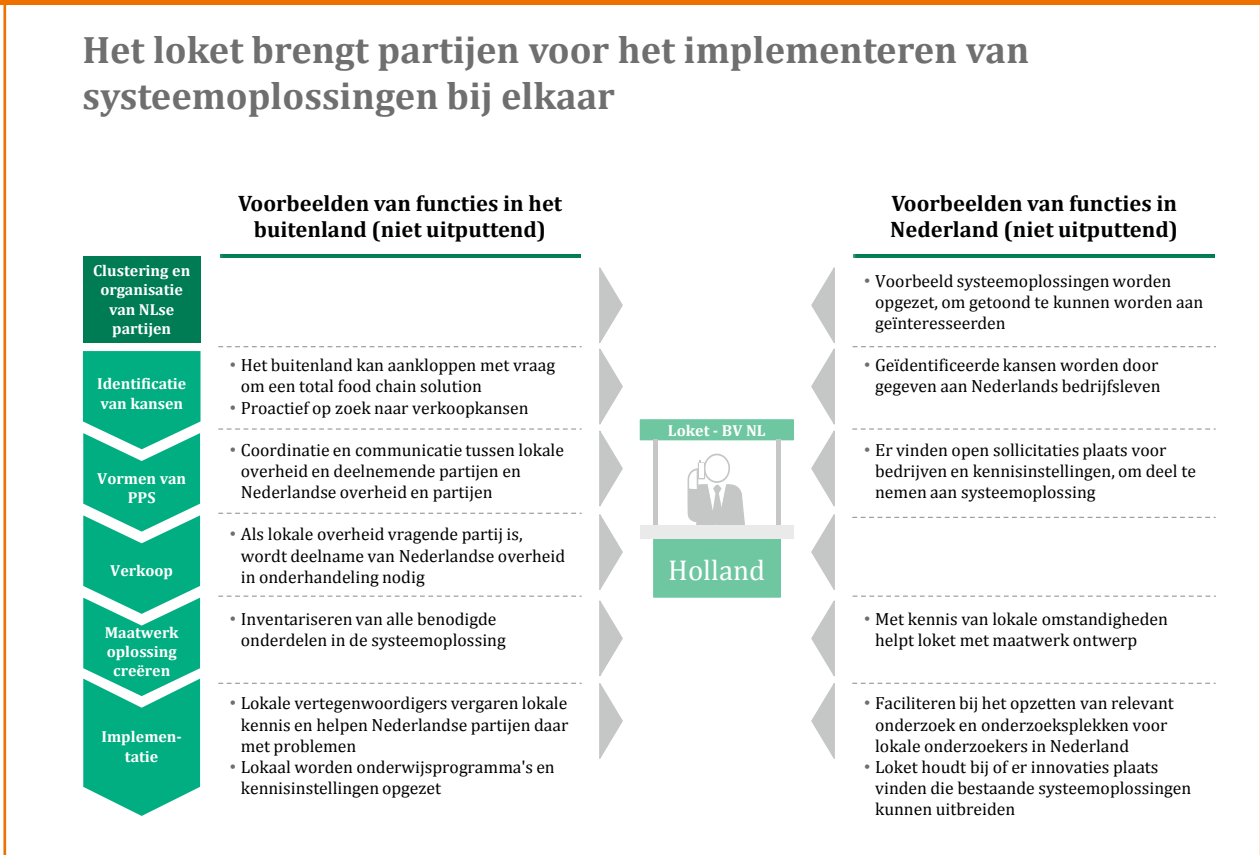 Het loket brengt partijen voor het implementeren van
systeemoplossingen bij elkaar
Voorbeelden van functies in het
buitenland (niet uitputtend)
Voorbeelden van functies in
Nederland (niet uitputtend)
Clustering en
organisatie
van NLse
partijen
• Voorbeeld systeemoplossingen worden
opgezet, om getoond te kunnen worden aan
geïnteresseerden
Identificatie
van kansen
• Het buitenland kan aankloppen met vraag
om een total food chain solution
• Proactief op zoek naar verkoopkansen
• Geïdentificeerde kansen worden door
gegeven aan Nederlands bedrijfsleven
Vormen van
PPS
• Coordinatie en communicatie tussen lokale
overheid en deelnemende partijen en
Nederlandse overheid en partijen
Loket - BV NL
• Er vinden open sollicitaties plaats voor
bedrijven en kennisinstellingen, om deel te
nemen aan systeemoplossing
Verkoop
• Als lokale overheid vragende partij is,
wordt deelname van Nederlandse overheid
in onderhandeling nodig
Holland
Maatwerk
oplossing
creëren
• Inventariseren van alle benodigde
onderdelen in de systeemoplossing
• Met kennis van lokale omstandigheden
helpt loket met maatwerk ontwerp
Implemen-
tatie
• Lokale vertegenwoordigers vergaren lokale
kennis en helpen Nederlandse partijen daar
met problemen
• Lokaal worden onderwijsprogramma's en
kennisinstellingen opgezet
• Faciliteren bij het opzetten van relevant
onderzoek en onderzoeksplekken voor
lokale onderzoekers in Nederland
• Loket houdt bij of er innovaties plaats
vinden die bestaande systeemoplossingen
kunnen uitbreiden